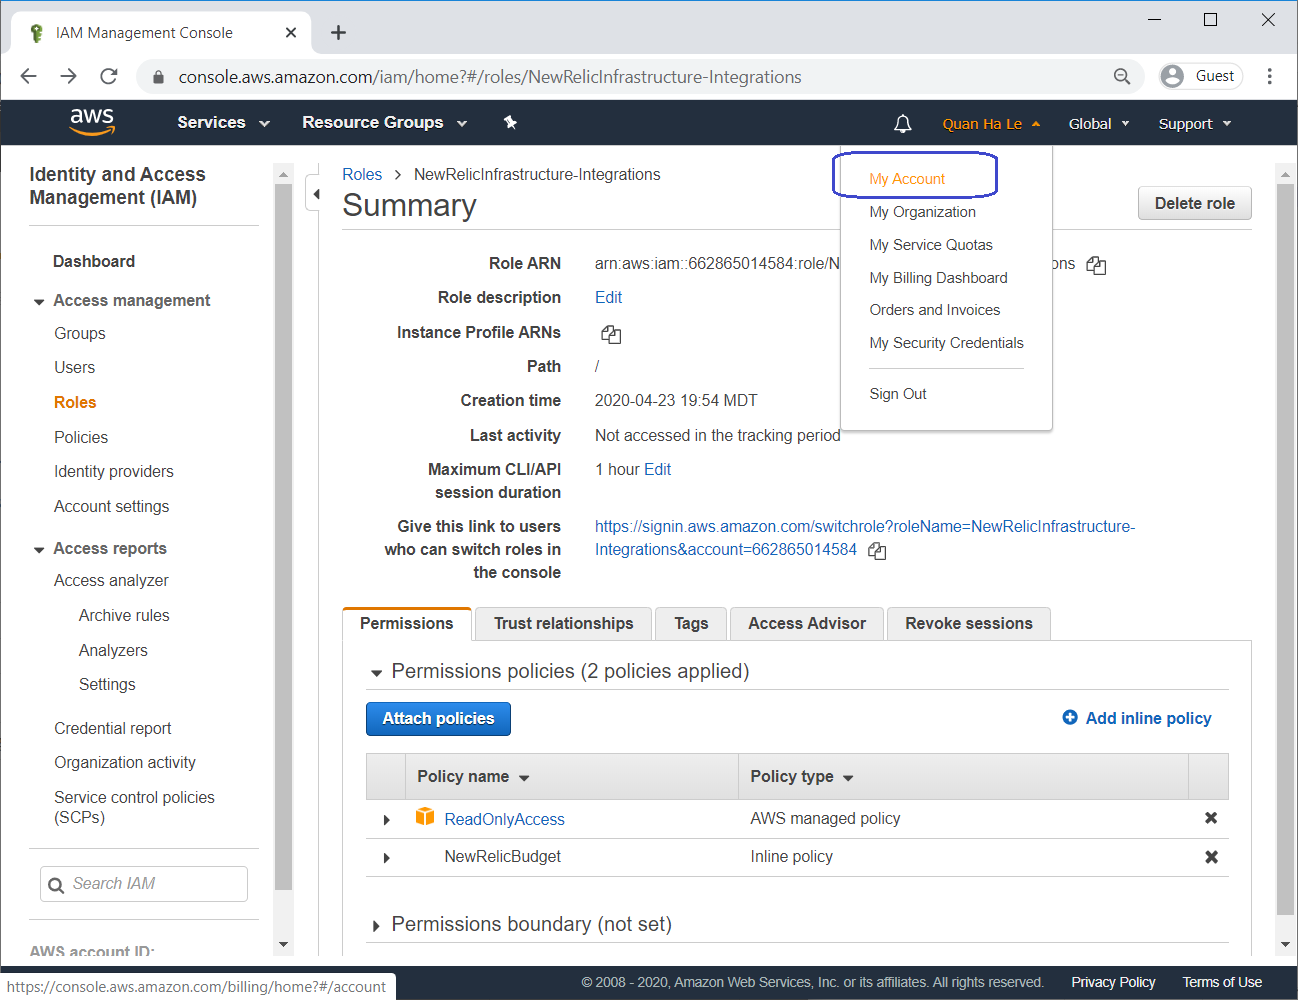 IAM Management Console
console.aws.amazon.com/iam/home?#/roles/NewRelicInfrastructure-Integrations
Guest
aws
Services
Resource Groups
Quan Ha Le
Global
Support
My Account
My Organization
My Service Quotas
My Billing Dashboard
Orders and Invoices
My Security Credentials
Sign Out
Identity and Access
Management (IAM)
Dashboard
Access management
Groups
Users
Roles
Policies
Identity providers
Account settings
Access reports
Access analyzer
Archive rules
Analyzers
Settings
Credential report
Organization activity
Service control policies
(SCPs)
Search IAM
AWS account ID:
Roles > NewRelicInfrastructure-Integrations
Summary
Delete role
Role ARN arn:aws:iam::662865014584:role/N ons
Role description Edit
Instance Profile ARNs
Path /
Creation time 2020-04-23 19:54 MDT
Last activity Not accessed in the tracking period
Maximum CLI/API
session duration
1 hour Edit
Give this link to users
who can switch roles in
the console
https://signin.aws.amazon.com/switchrole?roleName=NewRelicInfrastructure-
Integrations&account=662865014584
Permissions
Trust relationships
Tags
Access Advisor
Revoke sessions
Permissions policies (2 policies applied)
Attach policies
Add inline policy
Policy name Policy type
ReadOnlyAccess AWS managed policy
NewRelicBudget Inline policy
Permissions boundary (not set)
https://console.aws.amazon.com/billing/home?#/account
© 2008 - 2020, Amazon Web Services, Inc. or its affiliates. All rights reserved.
Privacy Policy
Terms of Use